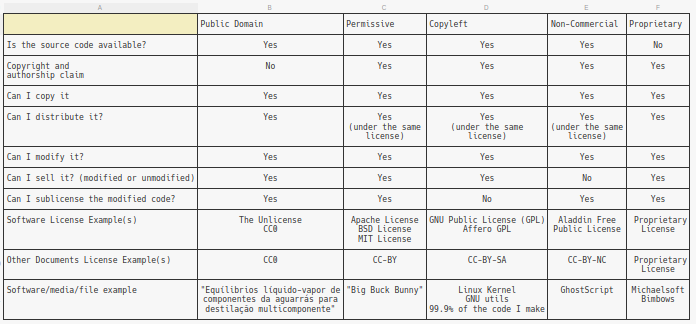 A B C D E F
Public Domain Permissive Copyleft Non-Commercial Proprietary
Is the source code available? Yes Yes Yes Yes No
Copyright and
authorship claim No Yes Yes Yes Yes
Can I copy it Yes Yes Yes Yes Yes
Can I distribute it? Yes Yes Yes Yes Yes
(under the same (under the same (under the same
license) license) license)
Can I modify it? Yes Yes Yes Yes Yes
Can I sell it? (modified or unmodified) Yes Yes Yes No Yes
Can I sublicense the modified code? Yes Yes No Yes Yes
Software License Example(s) The Unlicense Apache License GNU Public License (GPL) Aladdin Free Proprietary
CC0 BSD License Affero GPL Public License License
MIT License
Other Documents License Example(s) CC0 CC-BY CC-BY-SA CC-BY-NC Proprietary
License
Software/media/file example "Equílibrios líquido-vapor de "Big Buck Bunny" Linux Kernel GhostScript Michaelsoft
componentes da aguarrás para GNU utils Bimbows
destilação multicomponente" 99.9% of the code I make